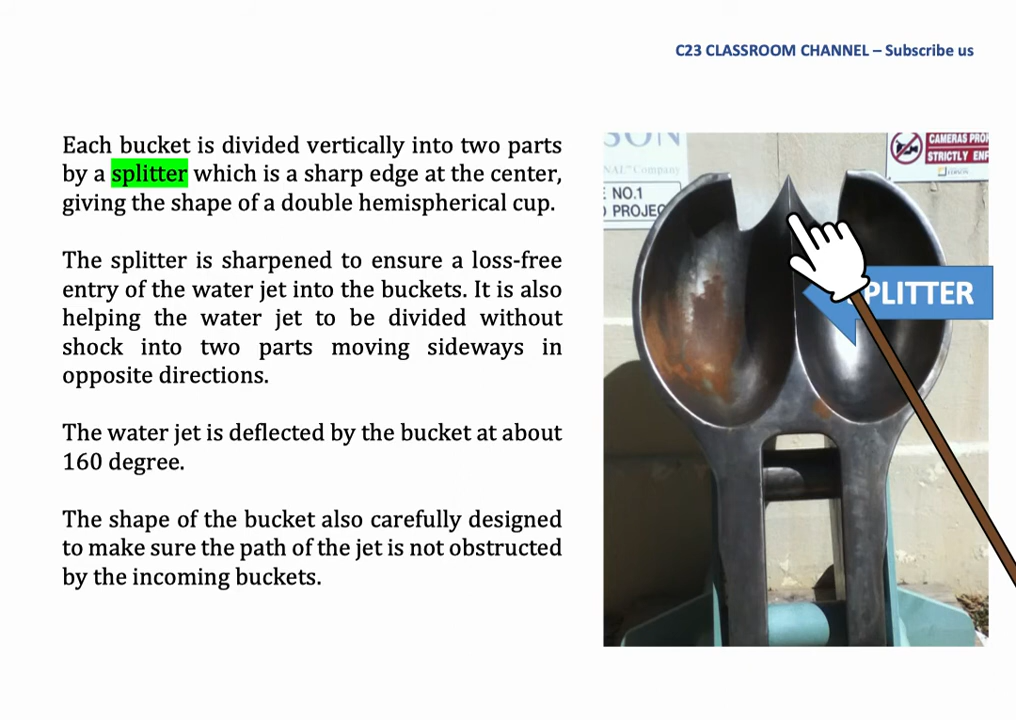 C23 CLASSROOM CHANNEL – Subscribe us
Each bucket is divided vertically into two parts
by a splitter which is a sharp edge at the center,
giving the shape of a double hemispherical cup.
The splitter is sharpened to ensure a loss-free
entry of the water jet into the buckets. It is also
helping the water jet to be divided without
shock into two parts moving sideways in
opposite directions.
The water jet is deflected by the bucket at about
160 degree.
The shape of the bucket also carefully designed
to make sure the path of the jet is not obstructed
by the incoming buckets.
SON
NAL Company
E NO.1
PROJEC
CAMERAS PRO
STRICTLY ENF
EDISON
PLITTER